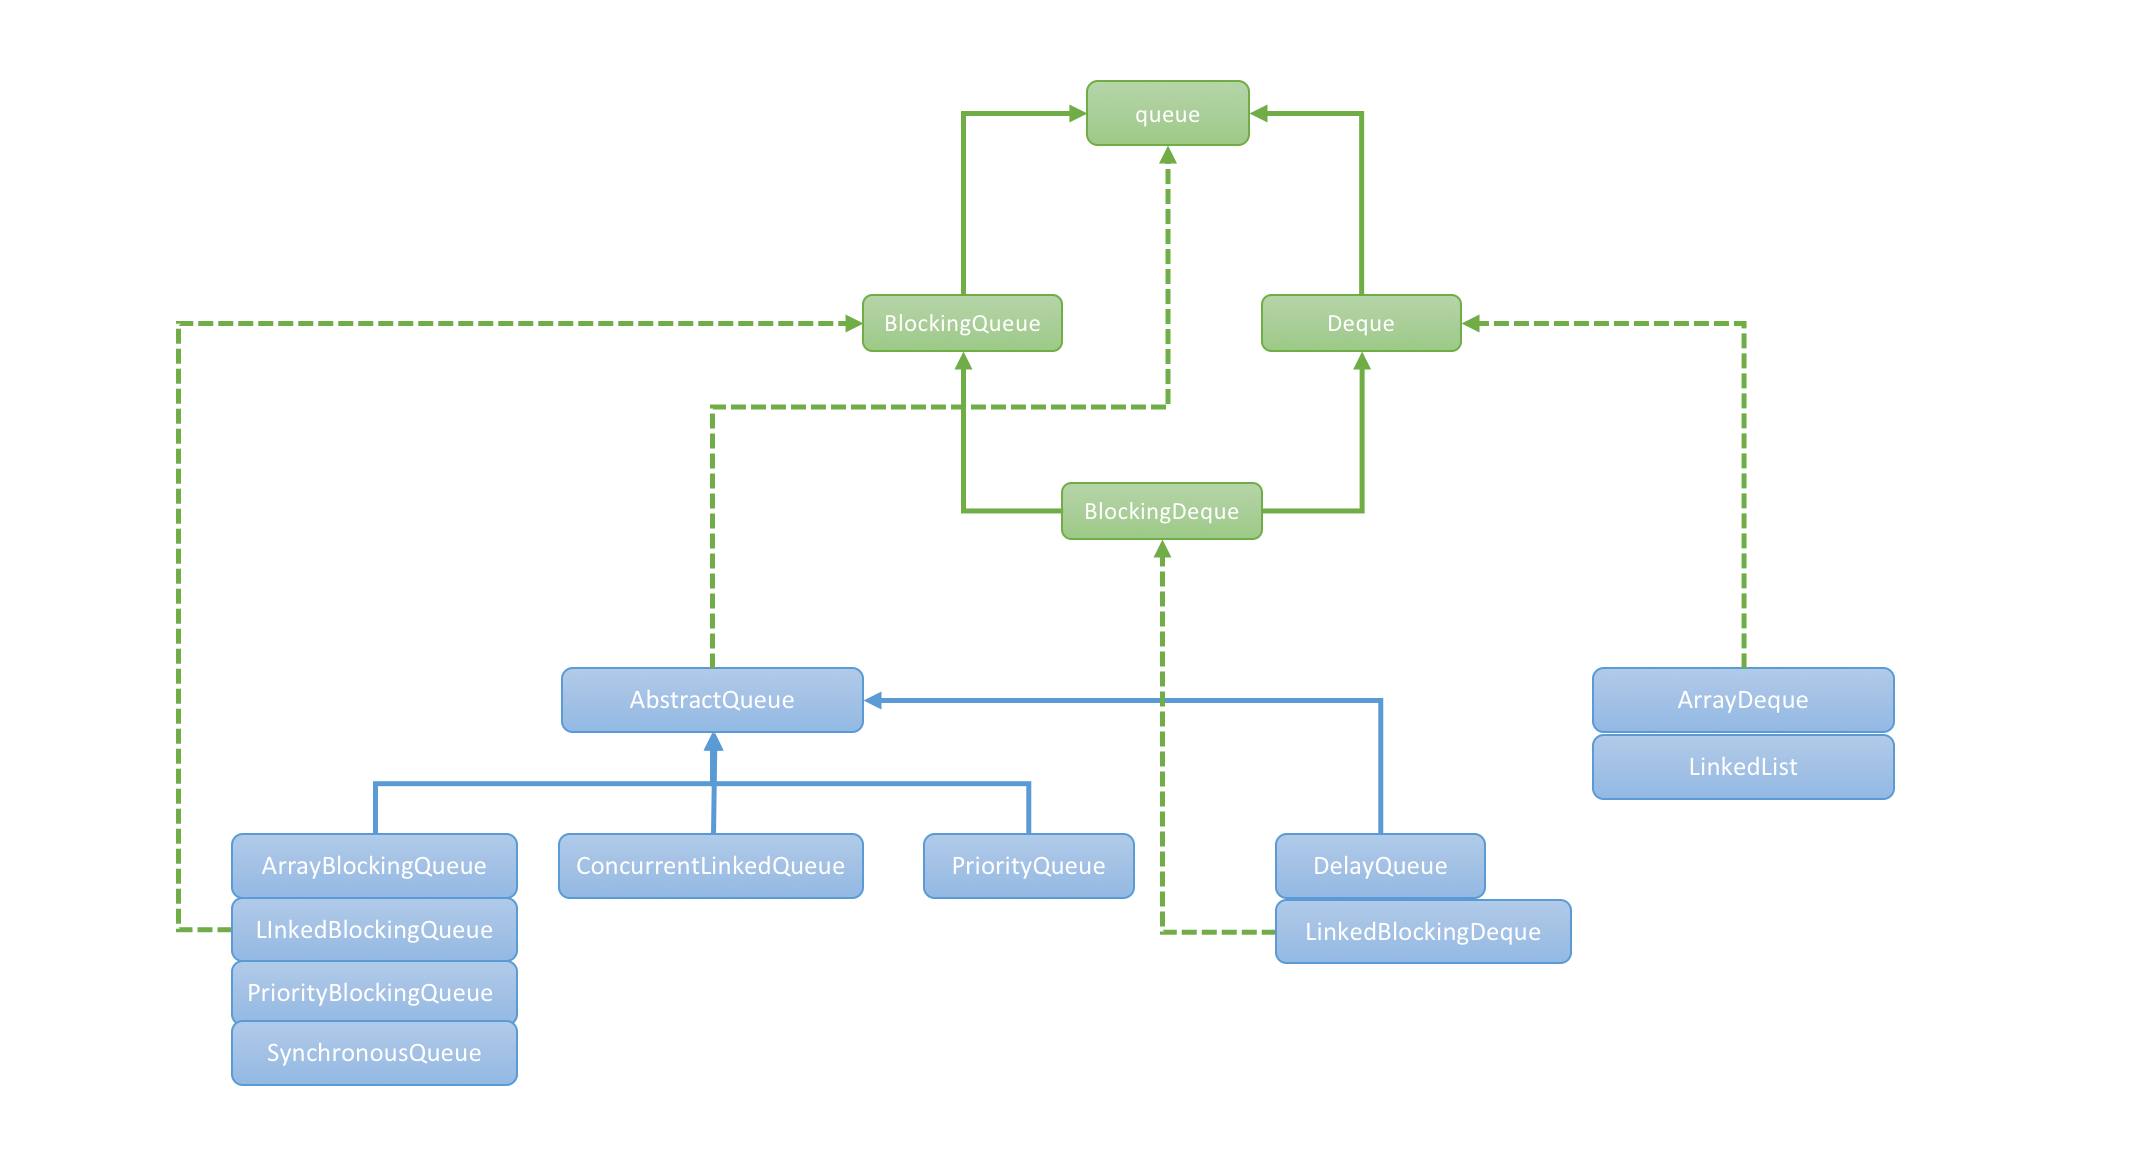 queue
BlockingQueue
Deque
BlockingDeque
AbstractQueue
ArrayDeque
LinkedList
ArrayBlockingQueue
ConcurrentLinkedQueue
PriorityQueue
DelayQueue
LInkedBlockingQueue
LinkedBlockingDeque
PriorityBlockingQueue
SynchronousQueue